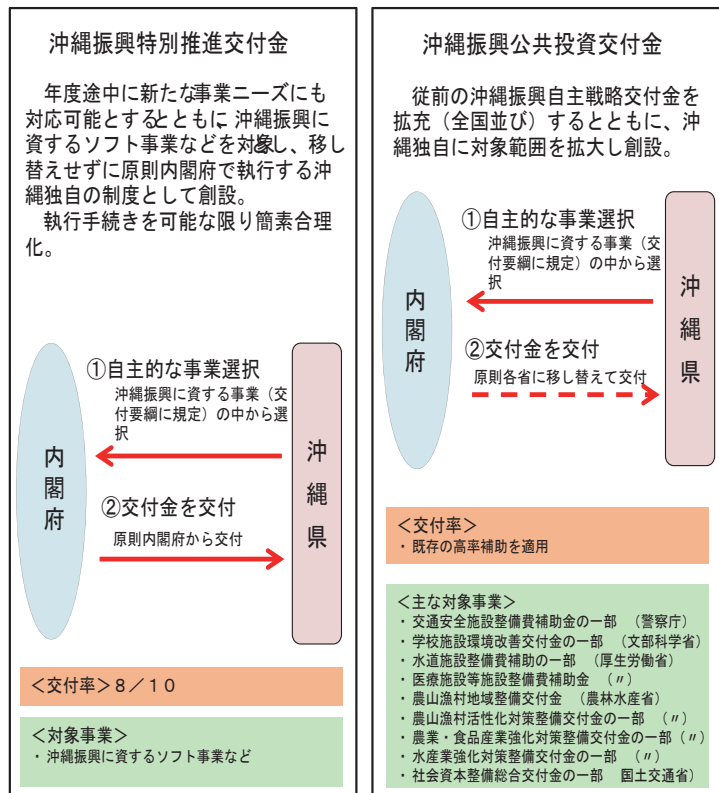 沖縄振興特別推進交付金
年度途中に新たな事業ニーズにも
対応可能とするとともに、沖縄振興に
資するソフト事業などを対象し、移し
替えせずに原則内閣府で執行する沖
縄独自の制度として創設。
執行手続きを可能な限り簡素合理
化。
①自主的な事業選択
沖縄振興に資する事業（交
付要綱に規定）の中から選
択
内閣府
沖縄県
②交付金を交付
原則内閣府から交付
＜交付率＞８／１０
＜対象事業＞
・沖縄振興に資するソフト事業など
沖縄振興公共投資交付金
従前の沖縄振興自主戦略交付金を
拡充（全国並び）するとともに、沖
縄独自に対象範囲を拡大し創設。
①自主的な事業選択
沖縄振興に資する事業（交
付要綱に規定）の中から選
択
内閣府
沖縄県
②交付金を交付
原則各省に移し替えて交付
＜交付率＞
・既存の高率補助を適用
＜主な対象事業＞
・交通安全施設整備費補助金の一部　（警察庁）
・学校施設環境改善交付金の一部　（文部科学省）
・水道施設整備費補助の一部　（厚生労働省）
・医療施設等施設整備費補助金　（〃）
・農山漁村地域整備交付金　（農林水産省）
・農山漁村活性化対策整備交付金の一部　（〃）
・農業・食品産業強化対策整備交付金の一部（〃）
・水産業強化対策整備交付金の一部　（〃）
・社会資本整備総合交付金の一部　国土交通省）